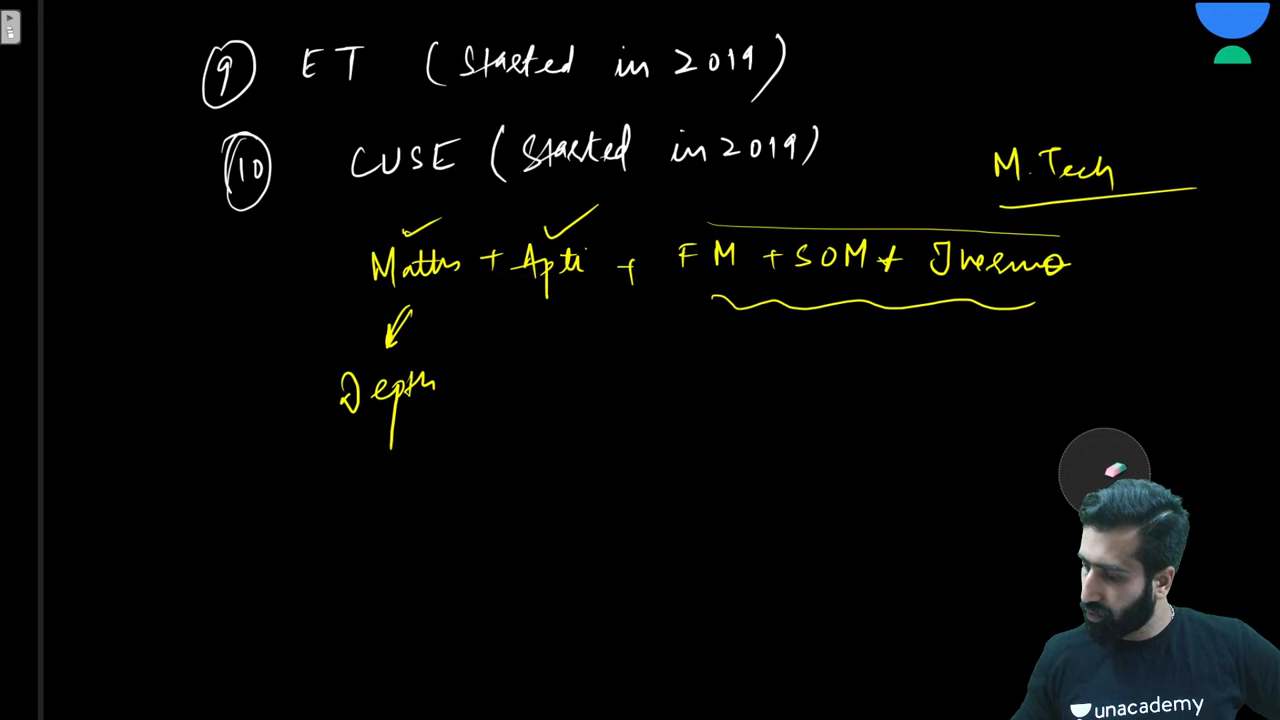 9 ET (Started in 2019)
10 CUSE (Started in 2019)
M.Tech
Maths + Apti + FM + SOM + Thermo
Depth
unacademy